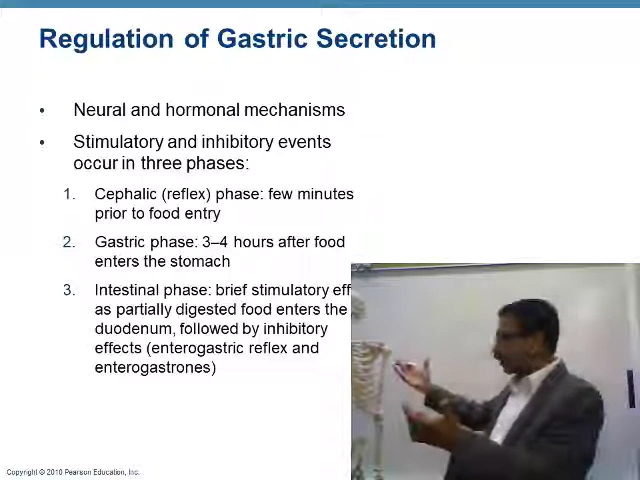 Regulation of Gastric Secretion
• Neural and hormonal mechanisms
• Stimulatory and inhibitory events
occur in three phases:
1. Cephalic (reflex) phase: few minutes
prior to food entry
2. Gastric phase: 3–4 hours after food
enters the stomach
3. Intestinal phase: brief stimulatory eff
as partially digested food enters the
duodenum, followed by inhibitory
effects (enterogastric reflex and
enterogastrones)
Copyright © 2010 Pearson Education, Inc.